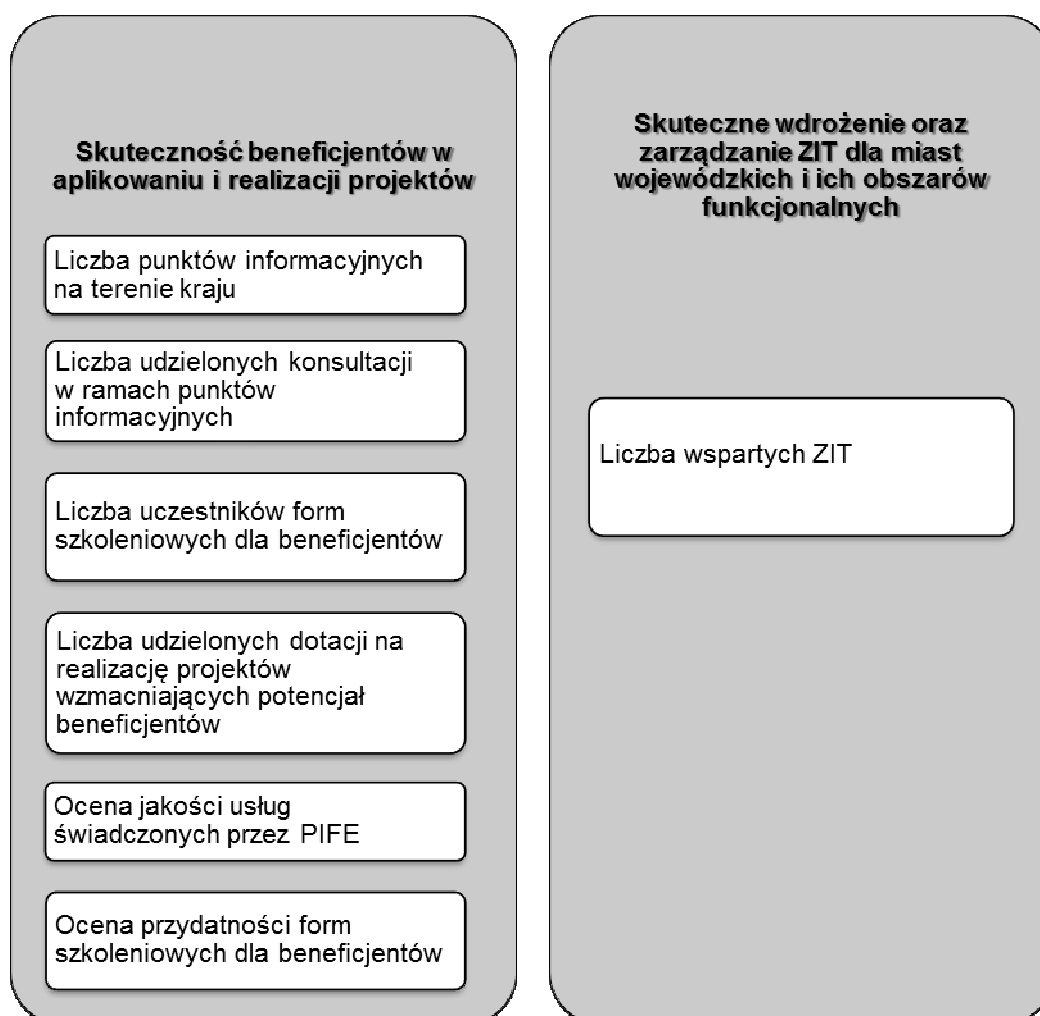 Skuteczność beneficjentów w
aplikowaniu i realizacji projektów
Liczba punktów informacyjnych
na terenie kraju
Liczba udzielonych konsultacji
w ramach punktów
informacyjnych
Liczba uczestników form
szkoleniowych dla beneficjentów
Liczba udzielonych dotacji na
realizację projektów
wzmacniających potencjał
beneficjentów
Ocena jakości usług
świadczonych przez PIFE
Ocena przydatności form
szkoleniowych dla beneficjentów
Skuteczne wdrożenie oraz
zarządzanie ZIT dla miast
wojewódzkich i ich obszarów
funkcjonalnych
Liczba wspartych ZIT